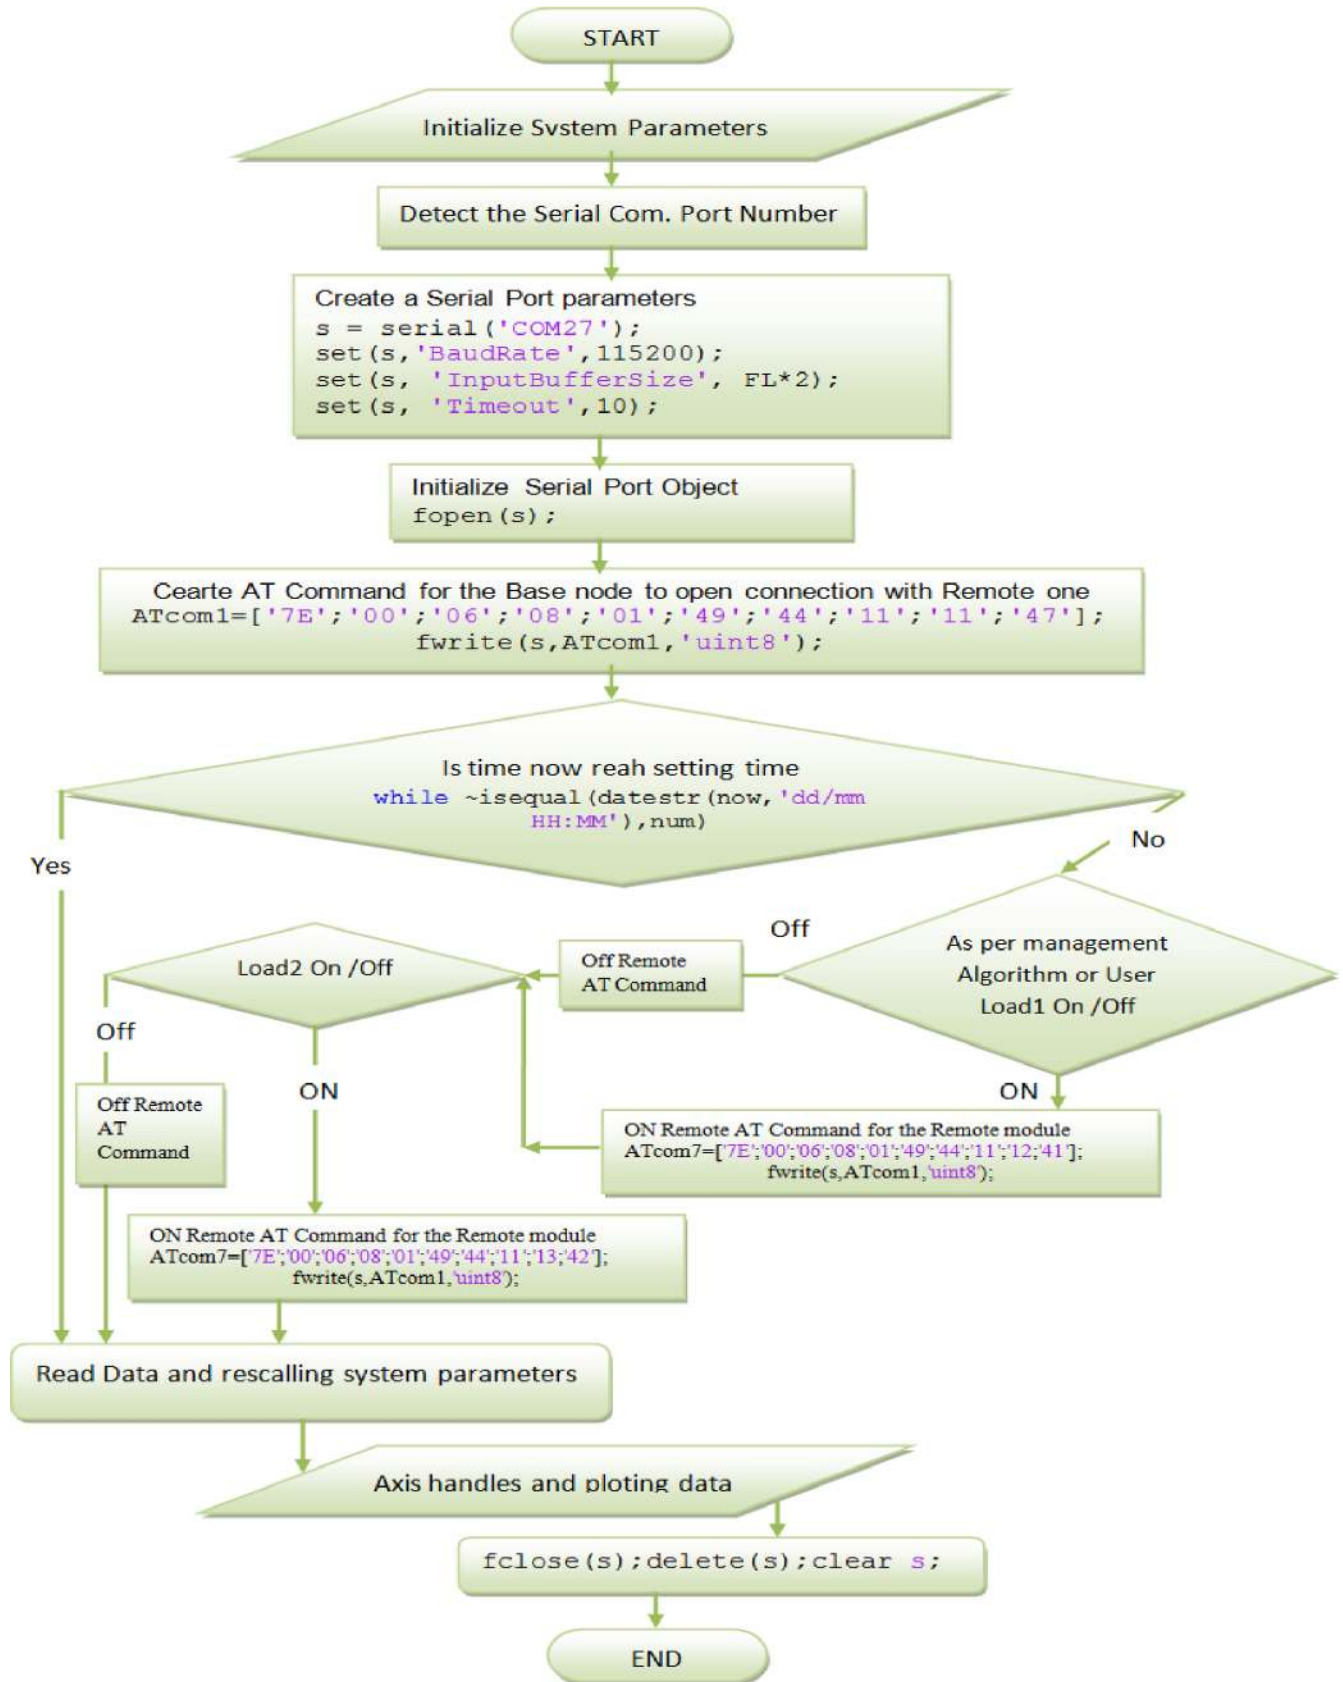 START
Initialize System Parameters
Detect the Serial Com. Port Number
Create a Serial Port parameters
s = serial('COM27');
set(s,'BaudRate',115200);
set(s, 'InputBufferSize', FL*2);
set(s, 'Timeout',10);
Initialize Serial Port Object
fopen(s);
Cearte AT Command for the Base node to open connection with Remote one
ATcom1=['7E';'00';'06';'08';'01';'49';'44';'11';'11';'47'];
fwrite(s,ATcom1,'uint8');
Is time now reah setting time
while ~isequal(datestr(now,'dd/mm
HH:MM'),num)
Yes
No
As per management
Algorithm or User
Load1 On /Off
Off
Off Remote
AT Command
Load2 On /Off
Off
ON
ON
Off Remote
AT
Command
ON Remote AT Command for the Remote module
ATcom7=['7E';'00';'06';'08';'01';'49';'44';'11';'12;'41'];
fwrite(s,ATcom1,'uint8');
ON Remote AT Command for the Remote module
ATcom7=['7E';'00';'06';'08';'01';'49';'44';'11';'13;'42'];
fwrite(s,ATcom1,'uint8');
Read Data and rescalling system parameters
Axis handles and ploting data
fclose(s);delete(s);clear s;
END